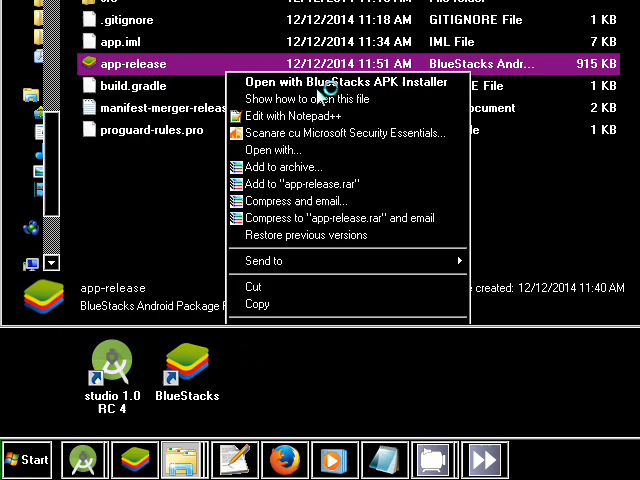 .gitignore 12/12/2014 11:18 AM GITIGNORE File 1 KB
app.iml 12/12/2014 11:34 AM IML File 7 KB
app-release 12/12/2014 11:51 AM BlueStacks Andr... 915 KB
build.gradle 1 KB
manifest-merger-release ocument 2 KB
proguard-rules.pro 1 KB
Open with BlueStacks APK Installer
Show how to open this file
Edit with Notepad++
Scanare cu Microsoft Security Essentials...
Open with...
Add to archive...
Add to "app-release.rar"
Compress and email...
Compress to "app-release.rar" and email
Restore previous versions
Send to
Cut
Copy
app-release e created: 12/12/2014 11:40 AM
BlueStacks Android Package F
studio 1.0
RC 4
BlueStacks
Start